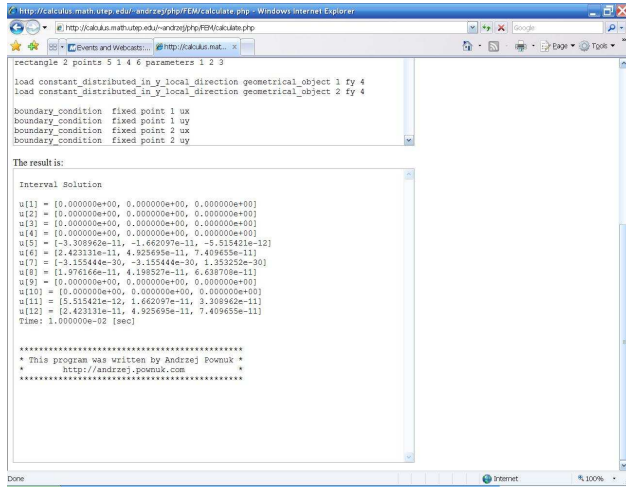 http://calculus.math.utep.edu/~andrzej/php/FEM/calculate.php - Windows Internet Explorer
http://calculus.math.utep.edu/~andrzej/php/FEM/calculate.php
Google
Events and Webcasts:...
http://calculus.mat...
Page
Tools
rectangle 2 points 5 1 4 6 parameters 1 2 3
load constant_distributed_in_y_local_direction geometrical_object 1 fy 4
load constant_distributed_in_y_local_direction geometrical_object 2 fy 4
boundary_condition fixed point 1 ux
boundary_condition fixed point 1 uy
boundary_condition fixed point 2 ux
boundary_condition fixed point 2 uy
The result is:
Interval Solution
u[1] = [0.000000e+00, 0.000000e+00, 0.000000e+00]
u[2] = [0.000000e+00, 0.000000e+00, 0.000000e+00]
u[3] = [0.000000e+00, 0.000000e+00, 0.000000e+00]
u[4] = [0.000000e+00, 0.000000e+00, 0.000000e+00]
u[5] = [-3.308962e-11, -1.662097e-11, -5.515421e-12]
u[6] = [2.423131e-11, 4.925695e-11, 7.409655e-11]
u[7] = [-3.155444e-30, -3.155444e-30, 1.353252e-30]
u[8] = [1.976166e-11, 4.198527e-11, 6.638708e-11]
u[9] = [0.000000e+00, 0.000000e+00, 0.000000e+00]
u[10] = [0.000000e+00, 0.000000e+00, 0.000000e+00]
u[11] = [5.515421e-12, 1.662097e-11, 3.308962e-11]
u[12] = [2.423131e-11, 4.925695e-11, 7.409655e-11]
Time: 1.000000e-02 [sec]
*******************************************
* This program was written by Andrzej Pownuk *
* http://andrzej.pownuk.com *
*******************************************
Done
Internet
100%